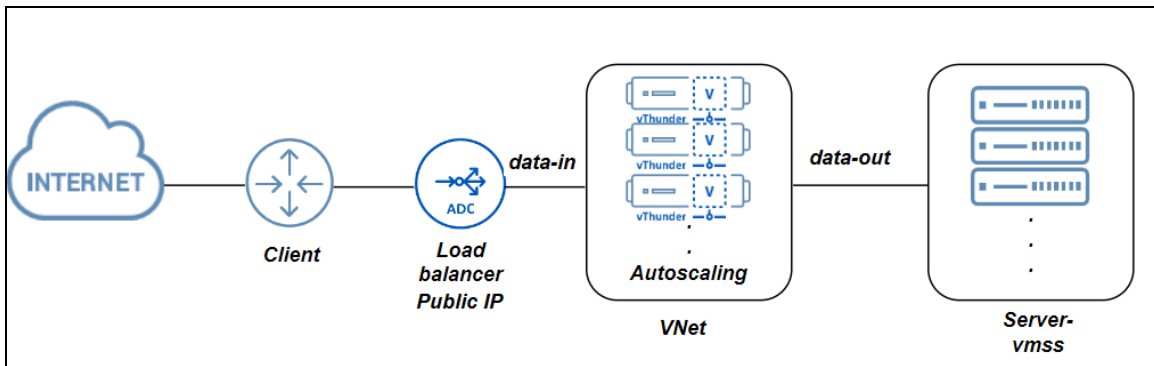 INTERNET
Client
ADC
Load
balancer
Public IP
data-in
V
vThunder
V
vThunder
V
vThunder
Autoscaling
VNet
data-out
Server-
vmss